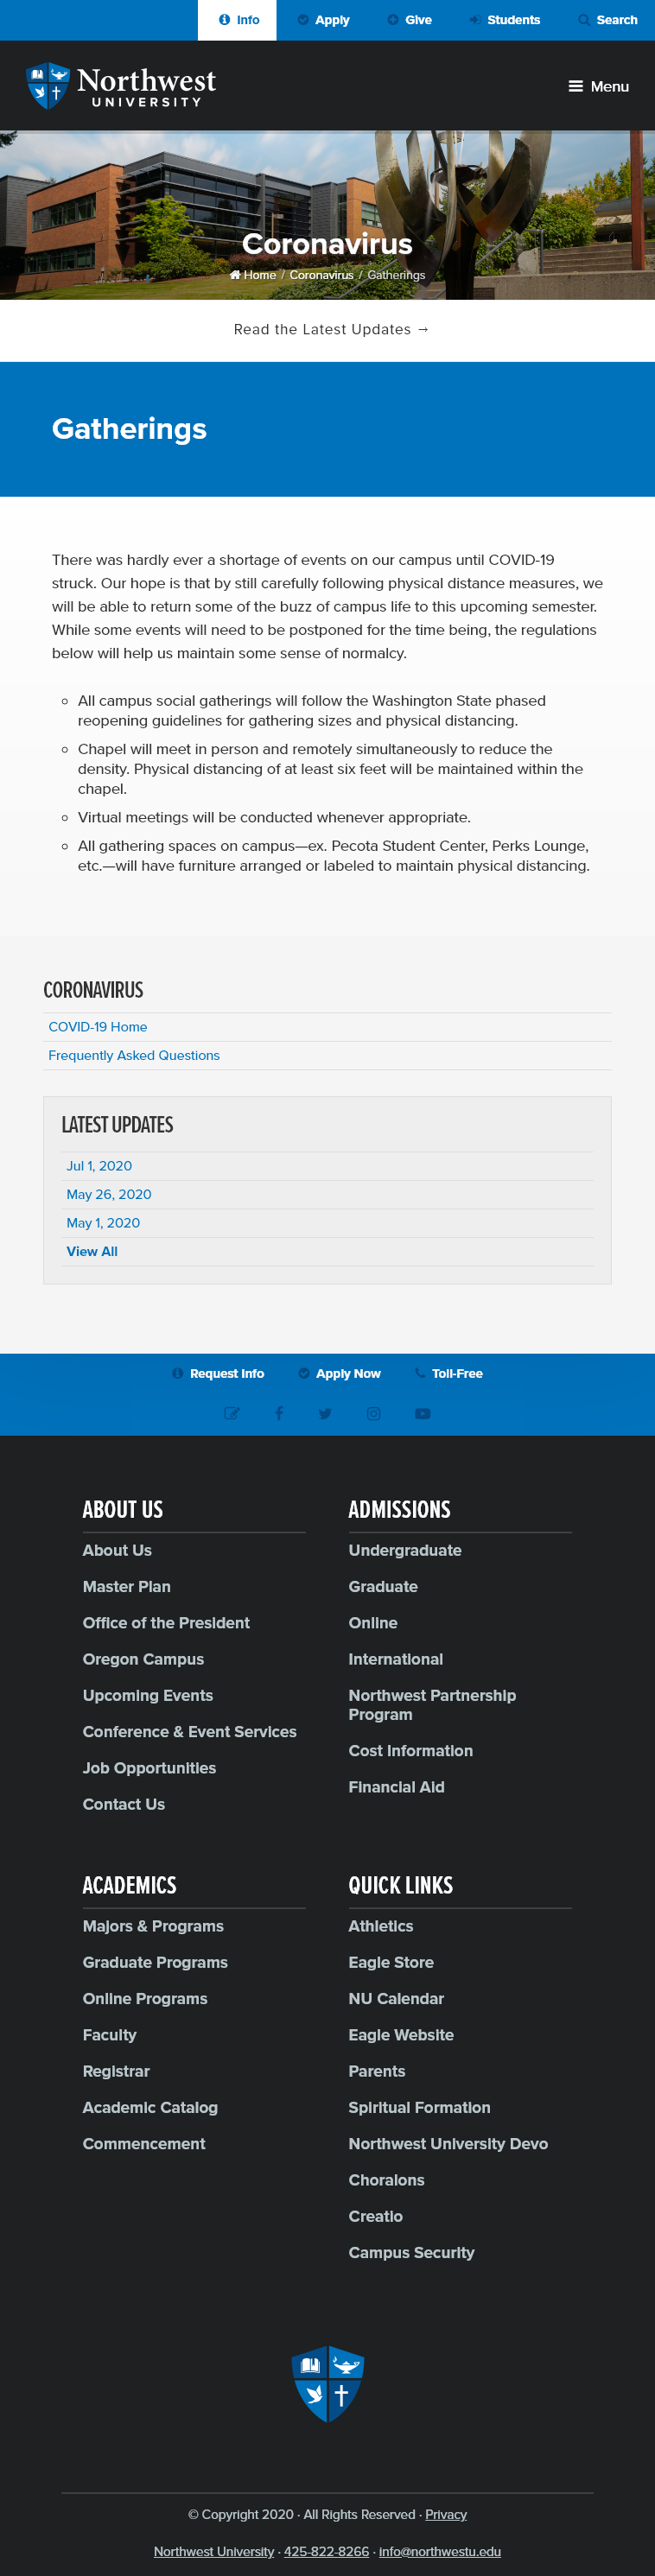 Info Apply Give Students Search
Northwest
UNIVERSITY
Menu
Coronavirus
Home / Coronavirus / Gatherings
Read the Latest Updates →
Gatherings
There was hardly ever a shortage of events on our campus until COVID-19
struck. Our hope is that by still carefully following physical distance measures, we
will be able to return some of the buzz of campus life to this upcoming semester.
While some events will need to be postponed for the time being, the regulations
below will help us maintain some sense of normalcy.
All campus social gatherings will follow the Washington State phased
reopening guidelines for gathering sizes and physical distancing.
Chapel will meet in person and remotely simultaneously to reduce the
density. Physical distancing of at least six feet will be maintained within the
chapel.
Virtual meetings will be conducted whenever appropriate.
All gathering spaces on campus—ex. Pecota Student Center, Perks Lounge,
etc.—will have furniture arranged or labeled to maintain physical distancing.
CORONAVIRUS
COVID-19 Home
Frequently Asked Questions
LATEST UPDATES
Jul 1, 2020
May 26, 2020
May 1, 2020
View All
Request Info Apply Now Toll-Free
ABOUT US
About Us
Master Plan
Office of the President
Oregon Campus
Upcoming Events
Conference & Event Services
Job Opportunities
Contact Us
ADMISSIONS
Undergraduate
Graduate
Online
International
Northwest Partnership
Program
Cost Information
Financial Aid
ACADEMICS
Majors & Programs
Graduate Programs
Online Programs
Faculty
Registrar
Academic Catalog
Commencement
QUICK LINKS
Athletics
Eagle Store
NU Calendar
Eagle Website
Parents
Spiritual Formation
Northwest University Devo
Choralons
Creatio
Campus Security
© Copyright 2020 · All Rights Reserved · Privacy
Northwest University · 425-822-8266 · info@northwestu.edu